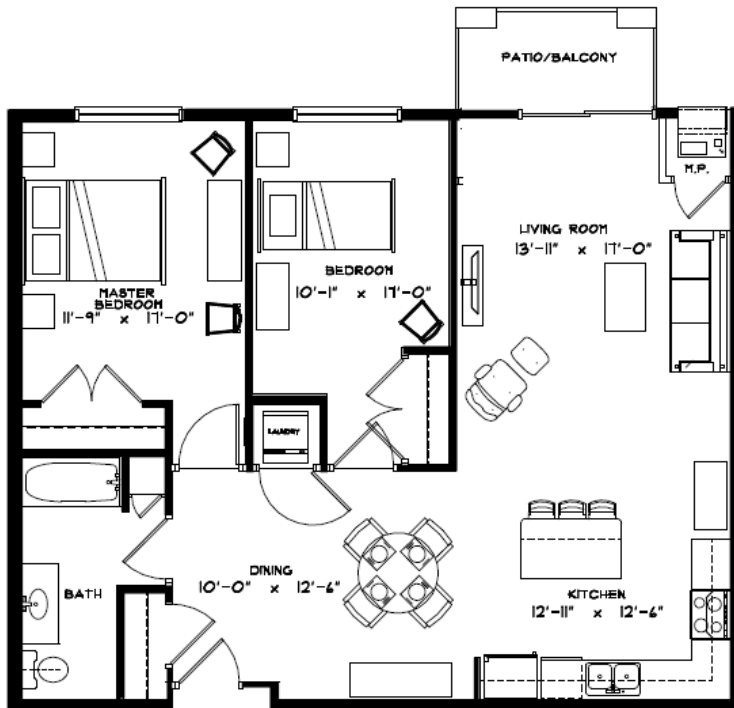 PATIO/BALCONY
M.P.
LIVING ROOM
13'-11" x 17'-0"
BEDROOM
10'-1" x 17'-0"
MASTER
BEDROOM
11'-9" x 17'-0"
LAUNDRY
DINING
10'-0" x 12'-6"
BATH
KITCHEN
12'-11" x 12'-6"